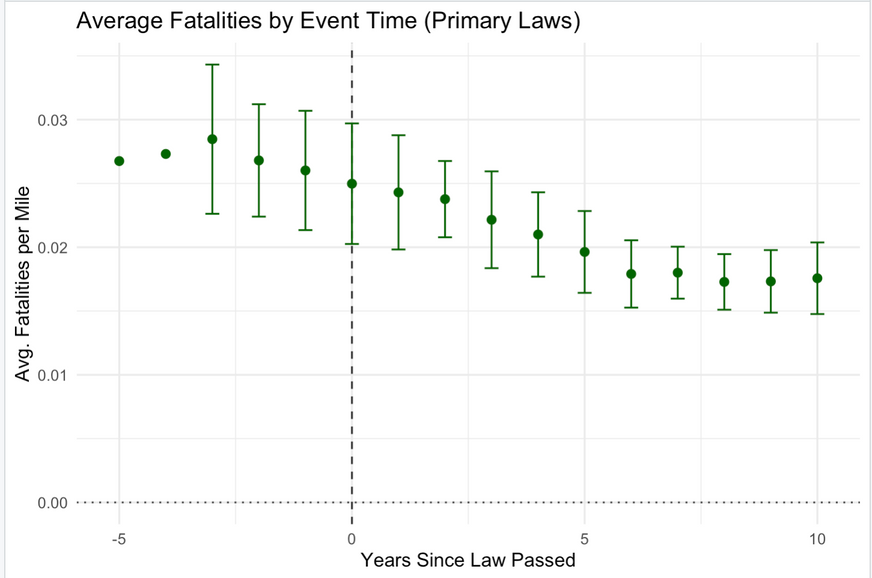 Average Fatalities by Event Time (Primary Laws)
Avg. Fatalities per Mile
0.03
0.02
0.01
0.00
-5
0
5
10
Years Since Law Passed